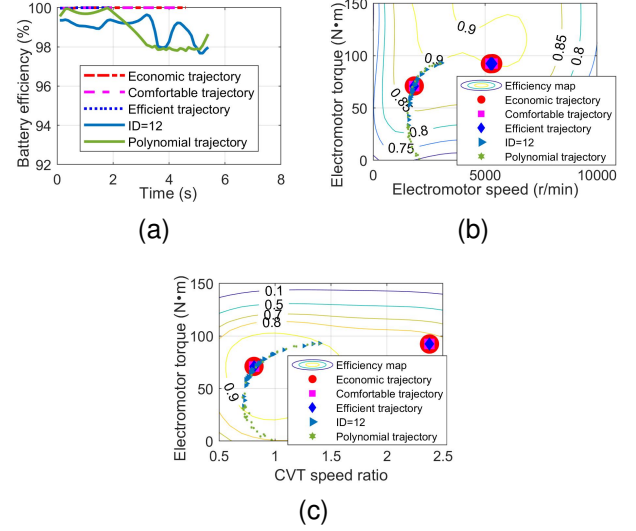 Battery efficiency (%)
100
98
96
94
92
0
2
4
6
8
Time (s)
Economic trajectory
Comfortable trajectory
Efficient trajectory
ID=12
Polynomial trajectory
(a)
Electromotor torque (N•m)
150
100
50
0
0
5000
10000
Electromotor speed (r/min)
0.9
0.85
0.8
0.9
0.85
0.8
0.75
Efficiency map
Economic trajectory
Comfortable trajectory
Efficient trajectory
ID=12
Polynomial trajectory
(b)
Electromotor torque (N•m)
150
100
50
0
0.5
1
1.5
2
2.5
CVT speed ratio
0.1
0.5
0.7
0.8
0.9
Efficiency map
Economic trajectory
Comfortable trajectory
Efficient trajectory
ID=12
Polynomial trajectory
(c)